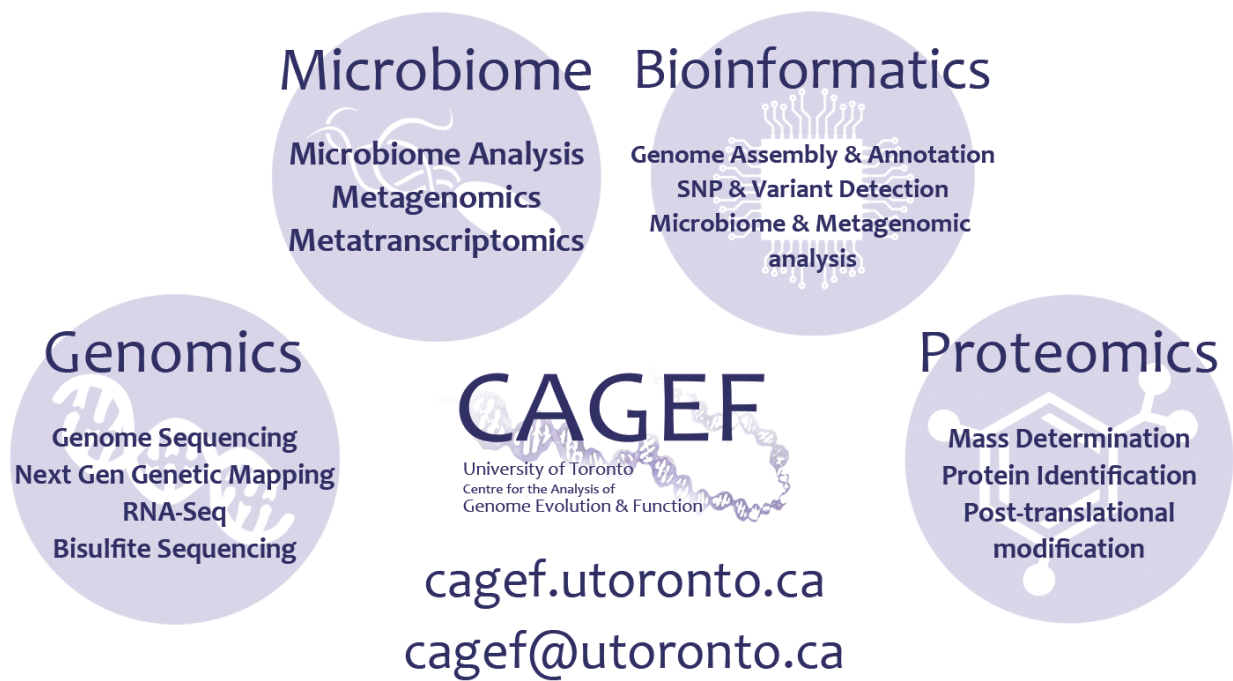 Microbiome
Microbiome Analysis
Metagenomics
Metatranscriptomics
Bioinformatics
Genome Assembly & Annotation
SNP & Variant Detection
Microbiome & Metagenomic
analysis
Genomics
Genome Sequencing
Next Gen Genetic Mapping
RNA-Seq
Bisulfite Sequencing
CAGEF
University of Toronto
Centre for the Analysis of
Genome Evolution & Function
Proteomics
Mass Determination
Protein Identification
Post-translational
modification
cagef.utoronto.ca
cagef@utoronto.ca